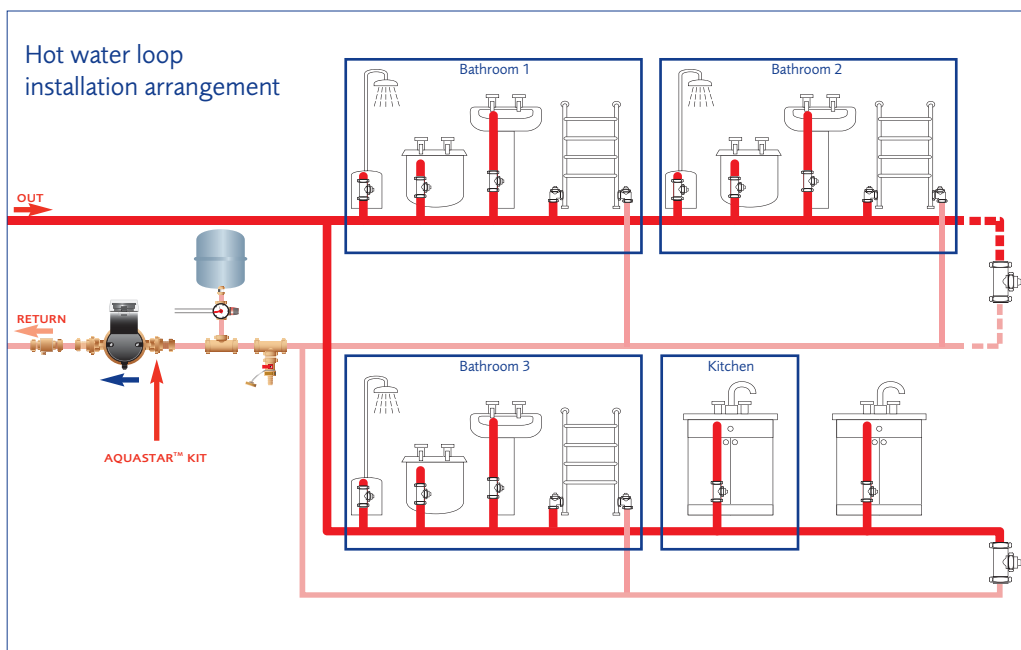 Hot water loop
installation arrangement
Bathroom 1
Bathroom 2
OUT
RETURN
AQUASTAR™ KIT
Bathroom 3
Kitchen